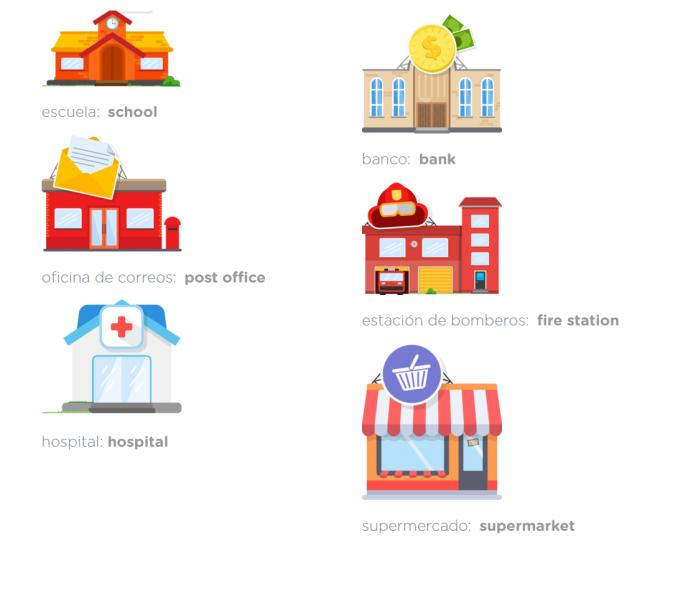 escuela: school
banco: bank
oficina de correos: post office
estación de bomberos: fire station
hospital: hospital
supermercado: supermarket